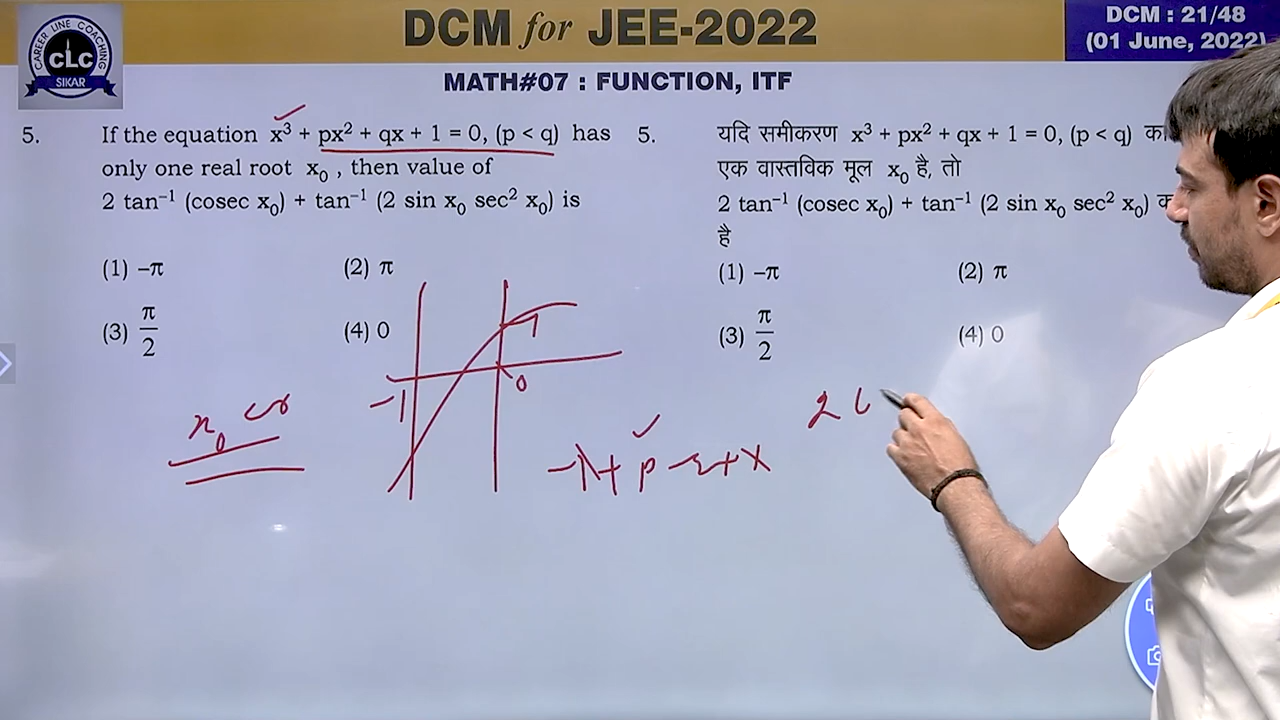 CAREER LINE COACHING
CLC
SIKAR
DCM for JEE-2022
DCM : 21/48
(01 June, 2022)
MATH#07 : FUNCTION, ITF
5. If the equation x³ + px² + qx + 1 = 0, (p < q) has
only one real root x₀ , then value of
2 tan⁻¹ (cosec x₀) + tan⁻¹ (2 sin x₀ sec² x₀) is
(1) –π (2) π
(3) π/2 (4) 0
5. यदि समीकरण x³ + px² + qx + 1 = 0, (p < q) का
एक वास्तविक मूल x₀ है, तो
2 tan⁻¹ (cosec x₀) + tan⁻¹ (2 sin x₀ sec² x₀)
है
(1) –π (2) π
(3) π/2 (4) 0
-1
0
1
x₀ <0